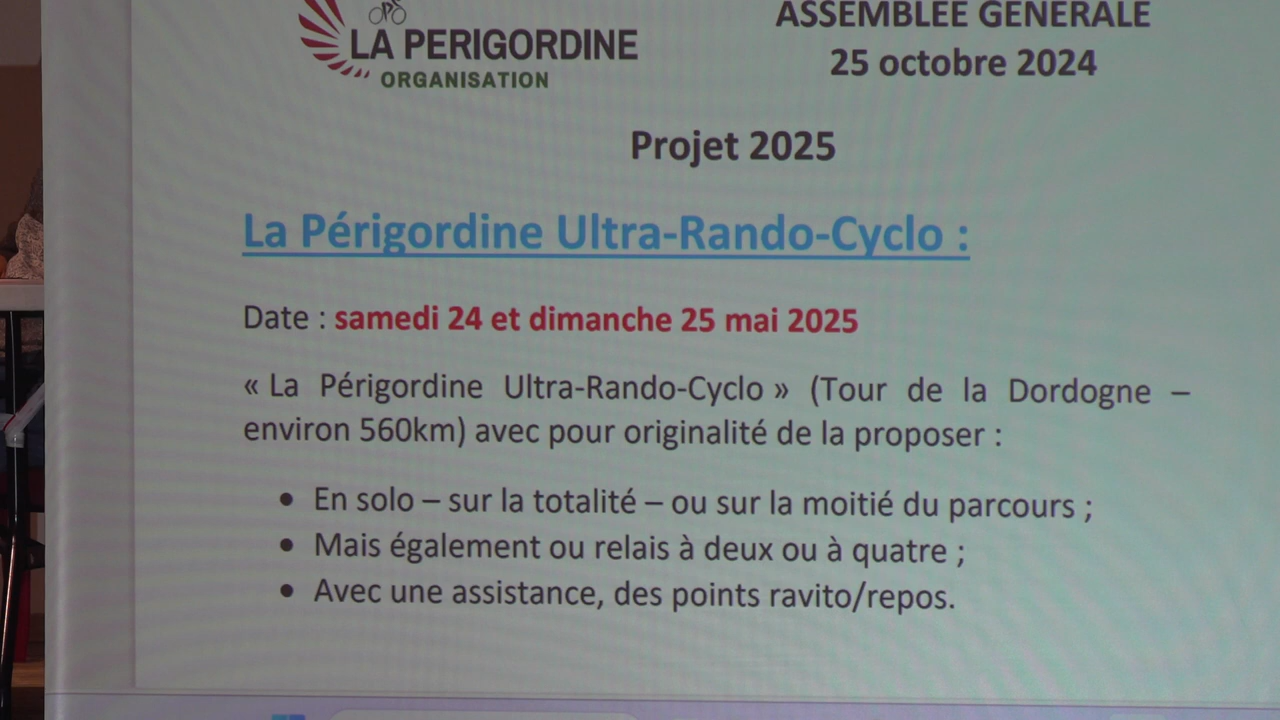 LA PERIGORDINE
ORGANISATION
ASSEMBLEE GENERALE
25 octobre 2024
Projet 2025
La Périgordine Ultra-Rando-Cyclo :
Date : samedi 24 et dimanche 25 mai 2025
« La Périgordine Ultra-Rando-Cyclo » (Tour de la Dordogne –
environ 560km) avec pour originalité de la proposer :
• En solo – sur la totalité – ou sur la moitié du parcours ;
• Mais également ou relais à deux ou à quatre ;
• Avec une assistance, des points ravito/repos.